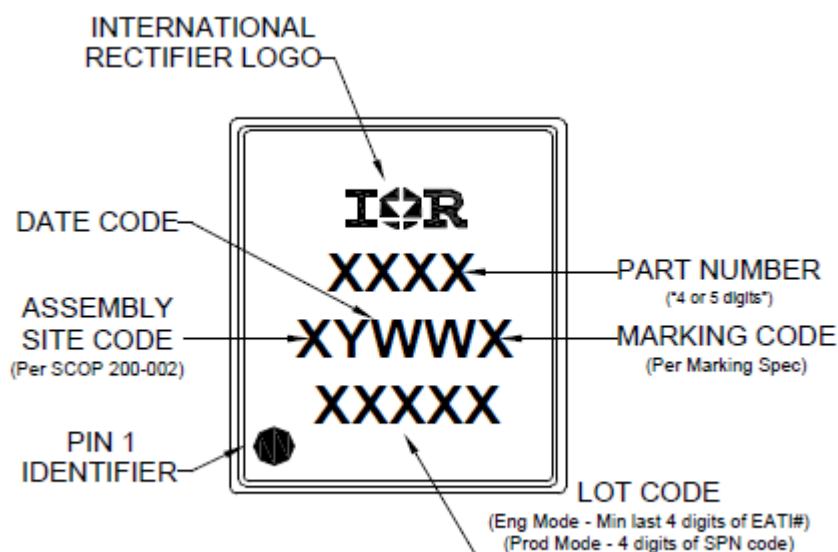 INTERNATIONAL
RECTIFIER LOGO
IOR
DATE CODE
XXXX
PART NUMBER
("4 or 5 digits")
ASSEMBLY
SITE CODE
(Per SCOP 200-002)
XYWWX
MARKING CODE
(Per Marking Spec)
XXXXX
PIN 1
IDENTIFIER
LOT CODE
(Eng Mode - Min last 4 digits of EATI#)
(Prod Mode - 4 digits of SPN code)